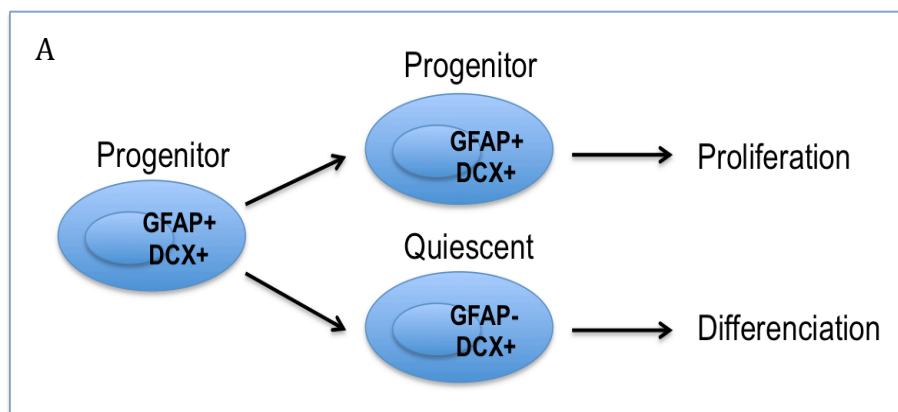 A
Progenitor
GFAP+
DCX+
Progenitor
GFAP+
DCX+
Proliferation
Quiescent
GFAP-
DCX+
Differenciation